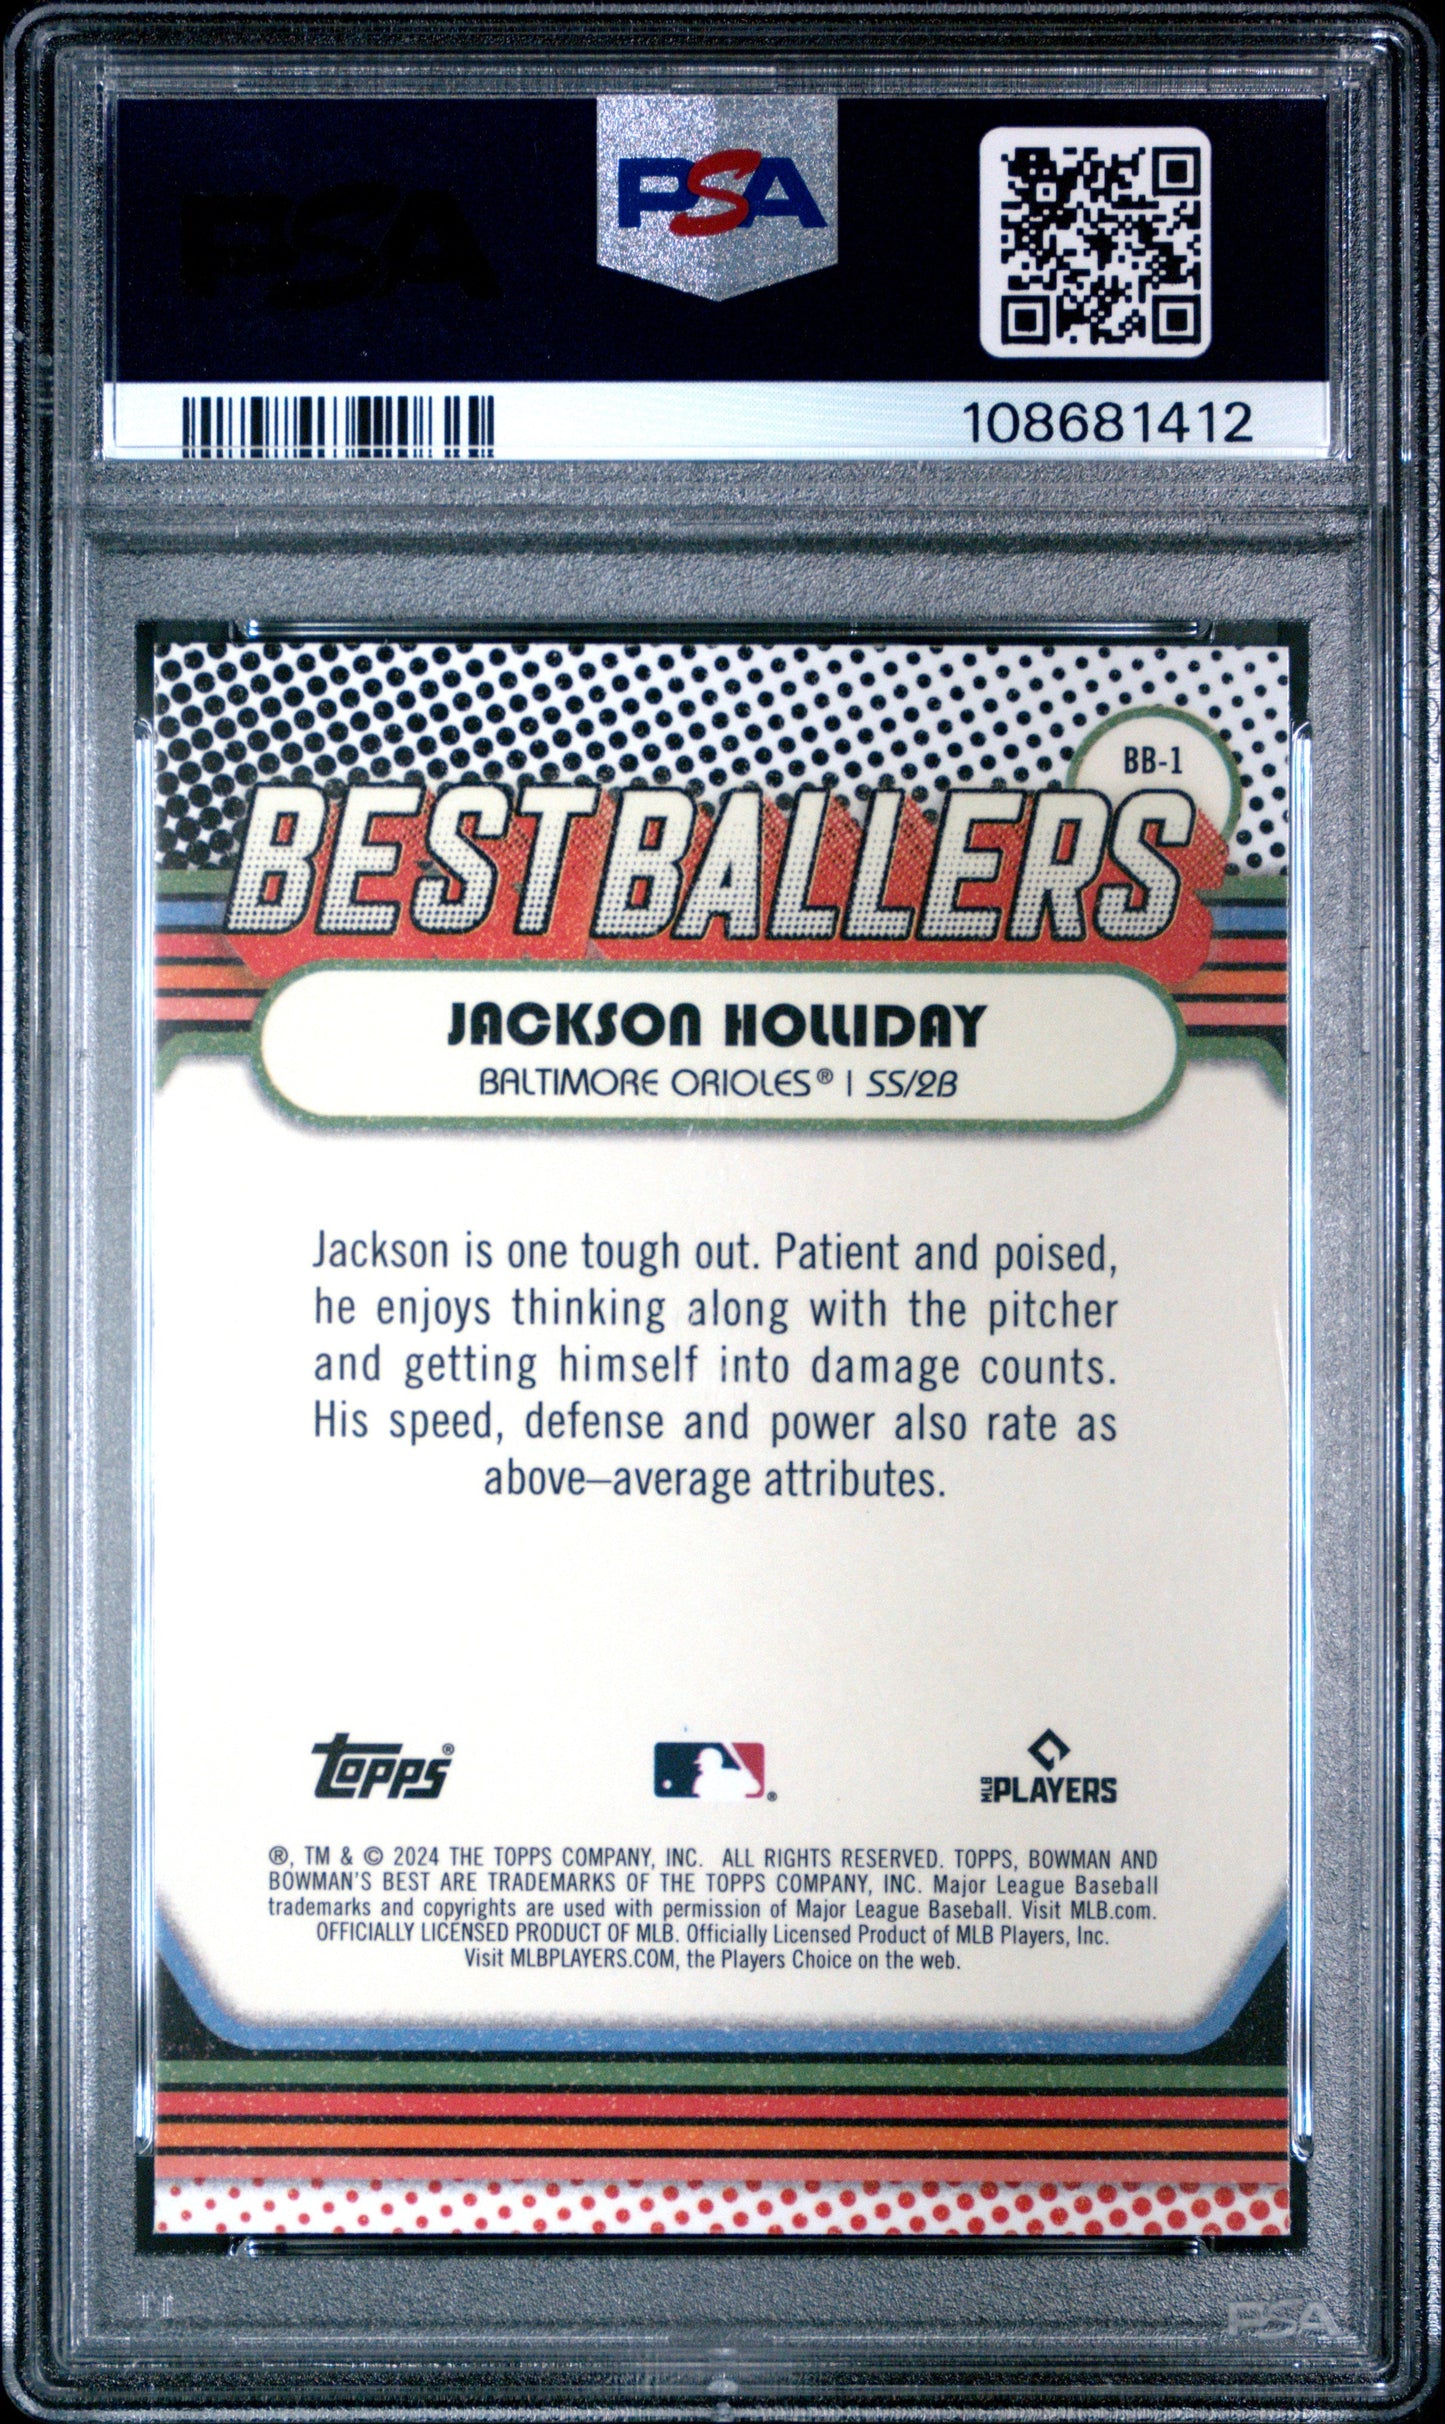 PSA
PSA
108681412
BB-1
BEST BALLERS
JACKSON HOLLIDAY
BALTIMORE ORIOLES® | SS/2B
Jackson is one tough out. Patient and poised,
he enjoys thinking along with the pitcher
and getting himself into damage counts.
His speed, defense and power also rate as
above–average attributes.
Topps®
®
MLB PLAYERS
®, TM & © 2024 THE TOPPS COMPANY, INC. ALL RIGHTS RESERVED. TOPPS, BOWMAN AND
BOWMAN'S BEST ARE TRADEMARKS OF THE TOPPS COMPANY, INC. Major League Baseball
trademarks and copyrights are used with permission of Major League Baseball. Visit MLB.com.
OFFICIALLY LICENSED PRODUCT OF MLB. Officially Licensed Product of MLB Players, Inc.
Visit MLBPLAYERS.COM, the Players Choice on the web.
PSA